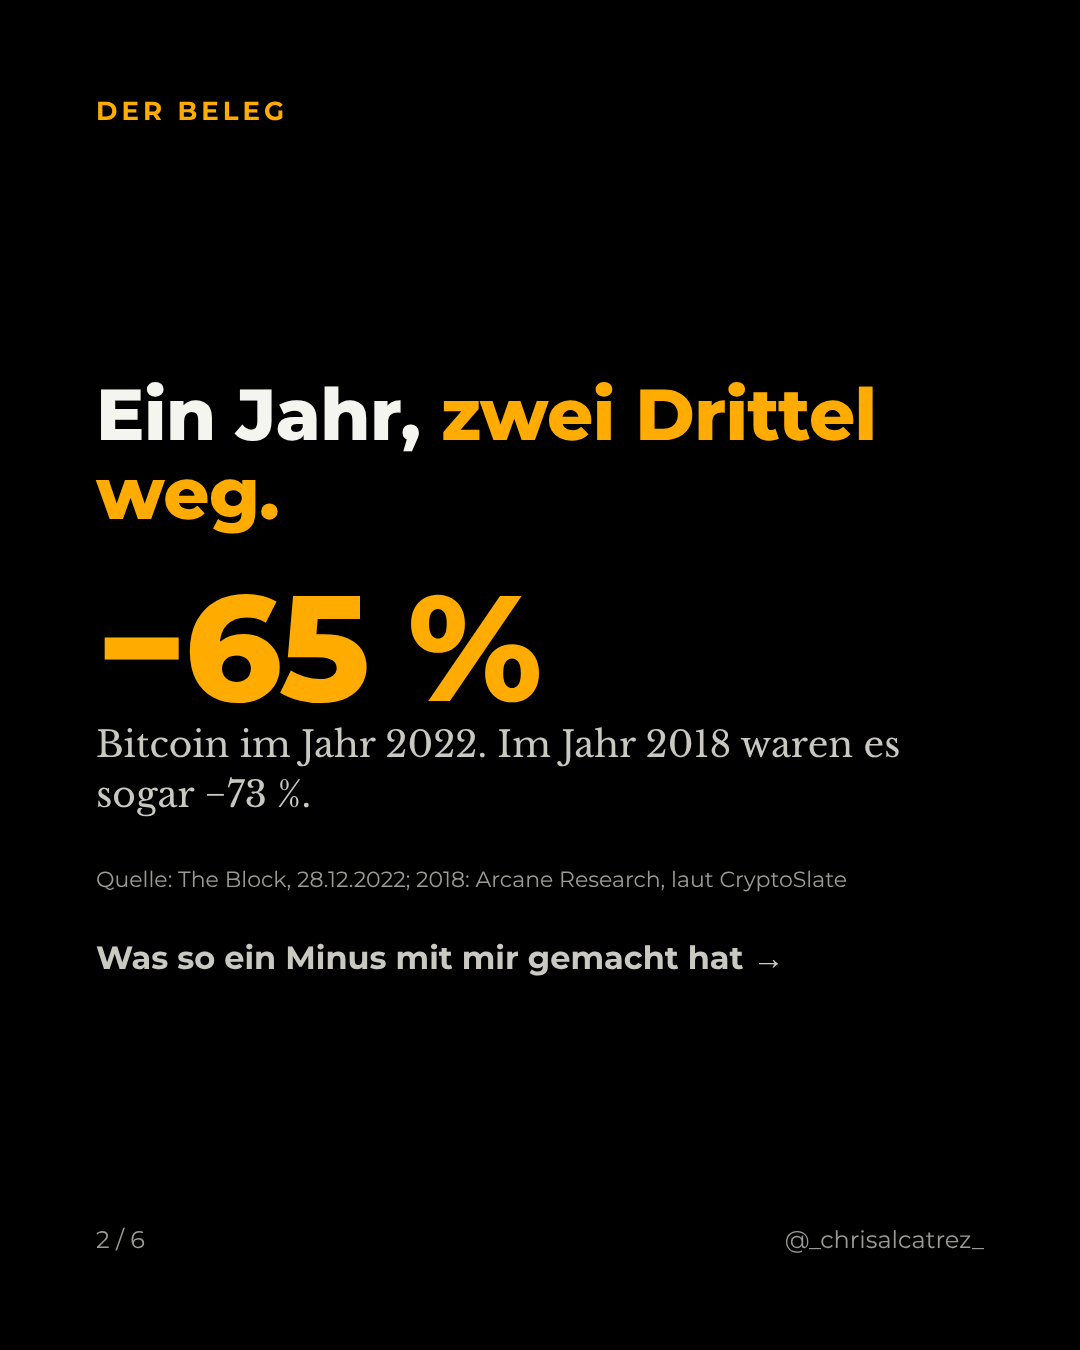 DER BELEG
Ein Jahr, zwei Drittel
weg.
−65 %
Bitcoin im Jahr 2022. Im Jahr 2018 waren es
sogar −73 %.
Quelle: The Block, 28.12.2022; 2018: Arcane Research, laut CryptoSlate
Was so ein Minus mit mir gemacht hat →
2 / 6
@_chrisalcatrez_